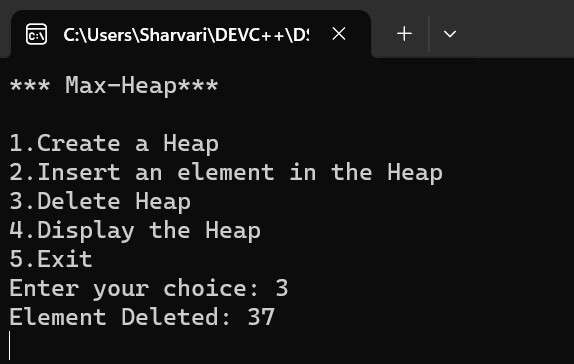 C:\Users\Sharvari\DEVC++\DS
*** Max-Heap***
1.Create a Heap
2.Insert an element in the Heap
3.Delete Heap
4.Display the Heap
5.Exit
Enter your choice: 3
Element Deleted: 37